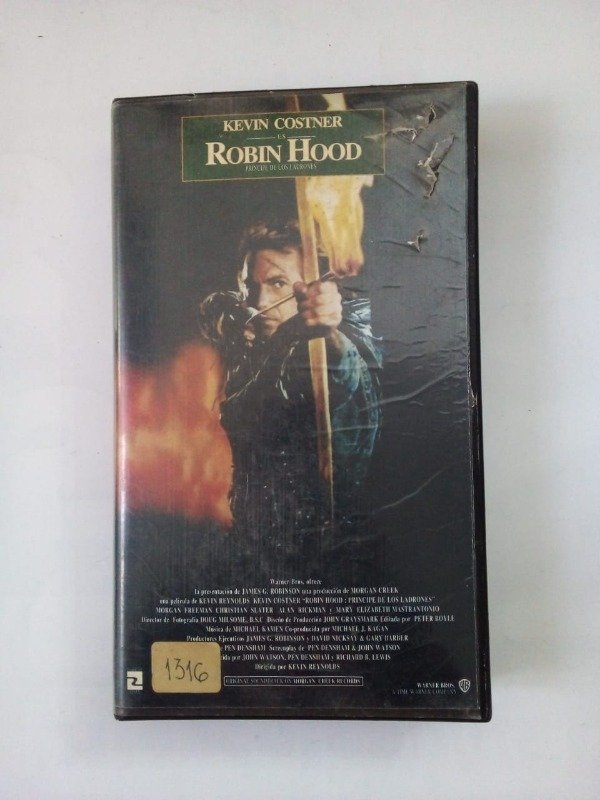 KEVIN COSTNER
ES
ROBIN HOOD
PRINCIPE DE LOS LADRONES
Warner Bros. ofrece
la presentación de JAMES G. ROBINSON una producción de MORGAN CREEK
una película de KEVIN REYNOLDS KEVIN COSTNER "ROBIN HOOD : PRINCIPE DE LOS LADRONES"
MORGAN FREEMAN CHRISTIAN SLATER ALAN RICKMAN y MARY ELIZABETH MASTRANTONIO
Director de Fotografía DOUG MILSOME, B.S.C Diseño de Producción JOHN GRAYSMARK Editada por PETER BOYLE
Música de MICHAEL KAMEN Co-producida por MICHAEL J. KAGAN
Productores Ejecutivos JAMES G. ROBINSON y DAVID NICKSAY & GARY BARBER
PEN DENSHAM Screenplay de PEN DENSHAM & JOHN WATSON
por JOHN WATSON, PEN DENSHAM y RICHARD B. LEWIS
Dirigida por KEVIN REYNOLDS
1316
ORIGINAL SOUNDTRACK ON MORGAN CREEK RECORDS
WARNER BROS
A TIME WARNER COMPANY
WB